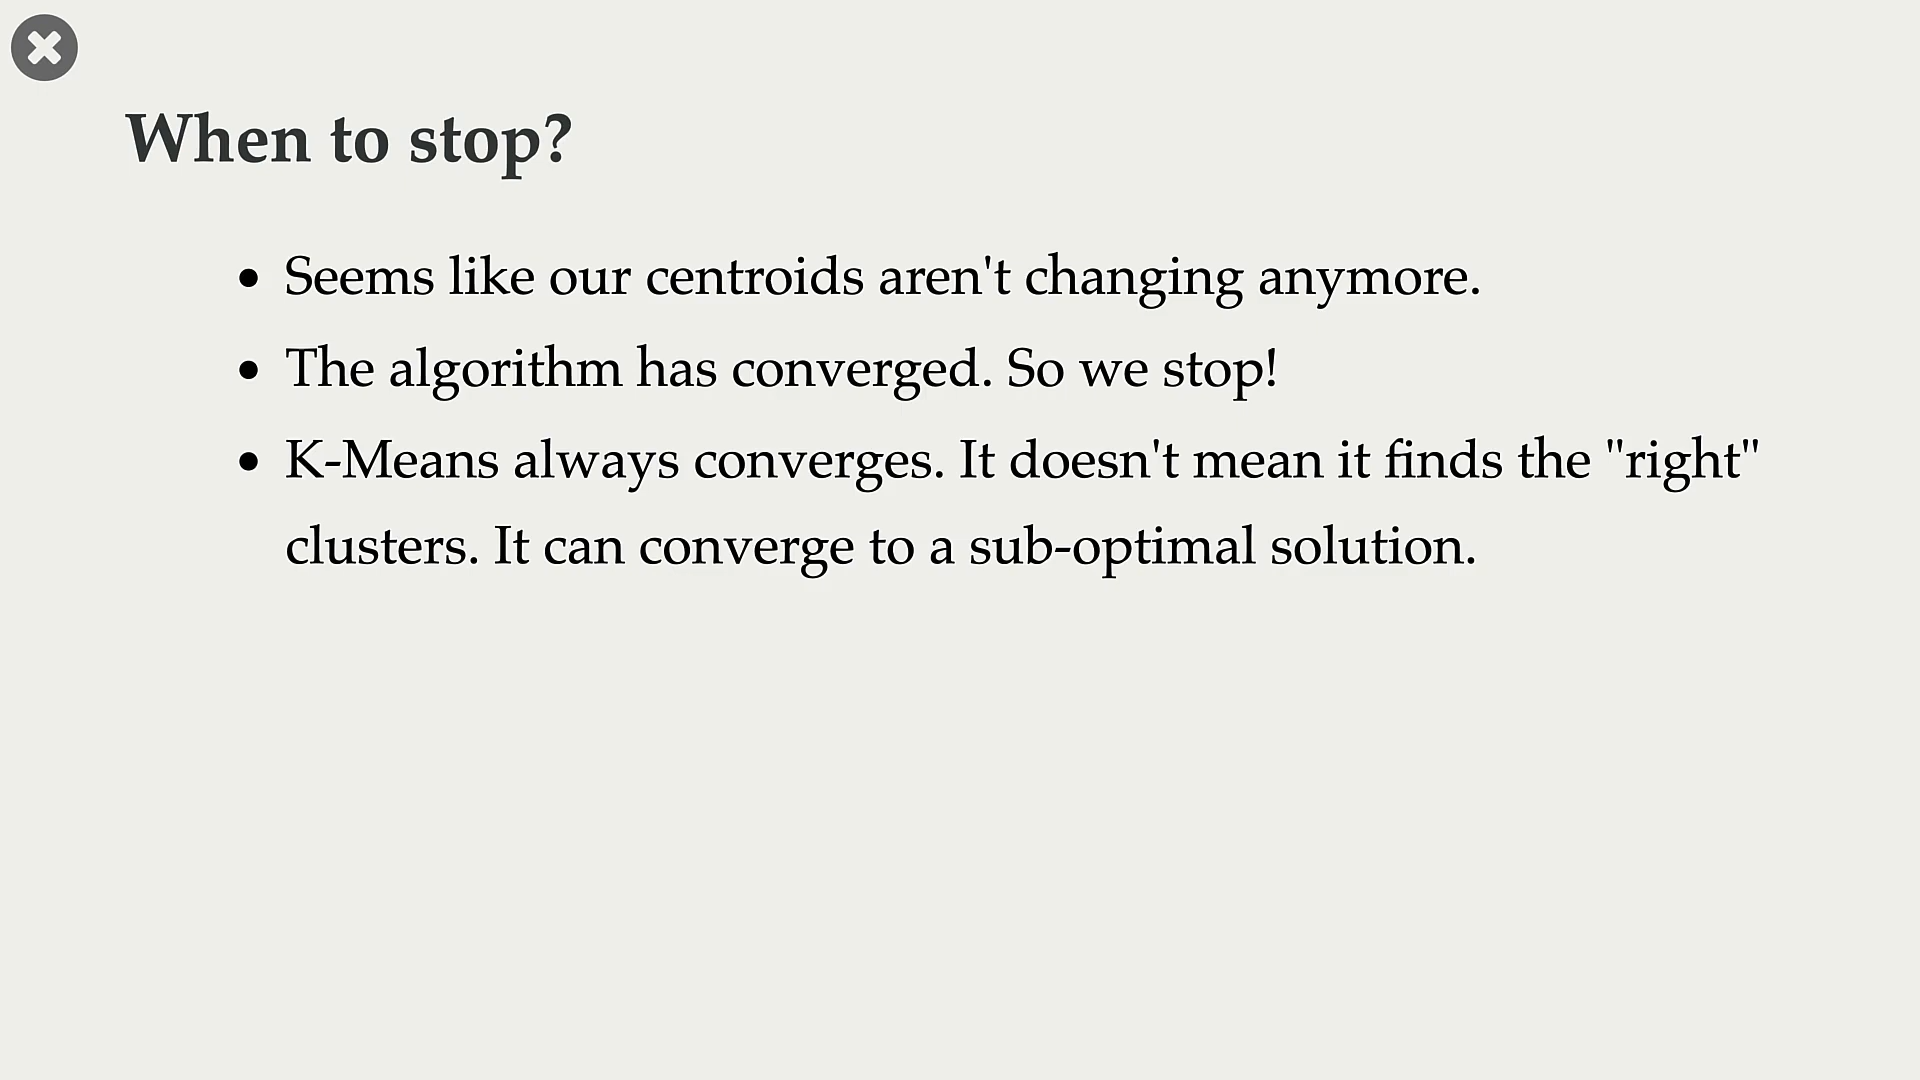 When to stop?
• Seems like our centroids aren't changing anymore.
• The algorithm has converged. So we stop!
• K-Means always converges. It doesn't mean it finds the "right"
clusters. It can converge to a sub-optimal solution.